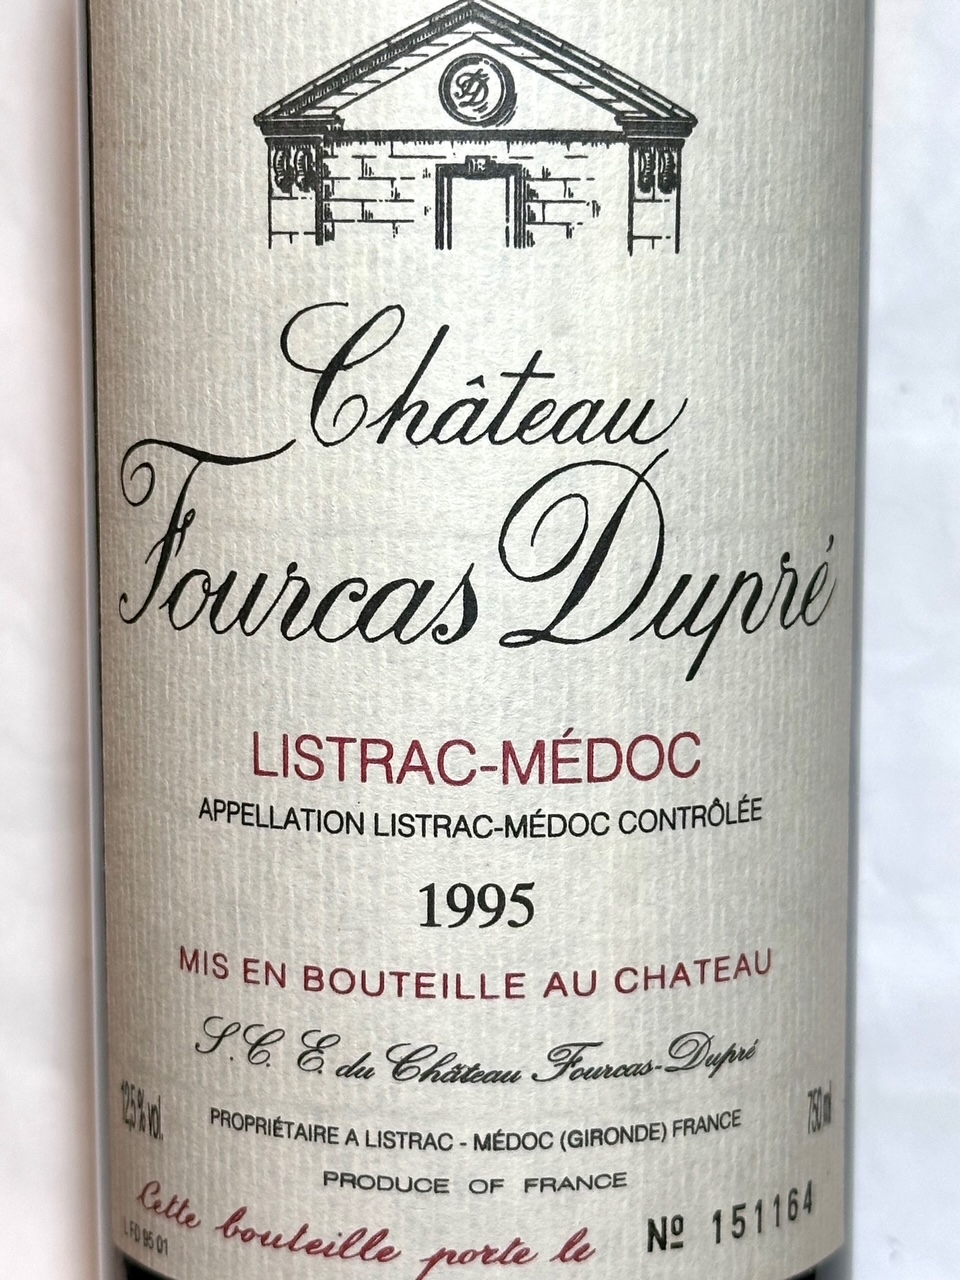 Château
Fourcas Dupré
LISTRAC-MÉDOC
APPELLATION LISTRAC-MÉDOC CONTRÔLÉE
1995
MIS EN BOUTEILLE AU CHATEAU
S.C.E du Château Fourcas-Dupré
12,5% vol.
750 ml
PROPRIÉTAIRE A LISTRAC - MÉDOC (GIRONDE) FRANCE
PRODUCE OF FRANCE
Cette bouteille porte le Nº 151164
L FD 95 01